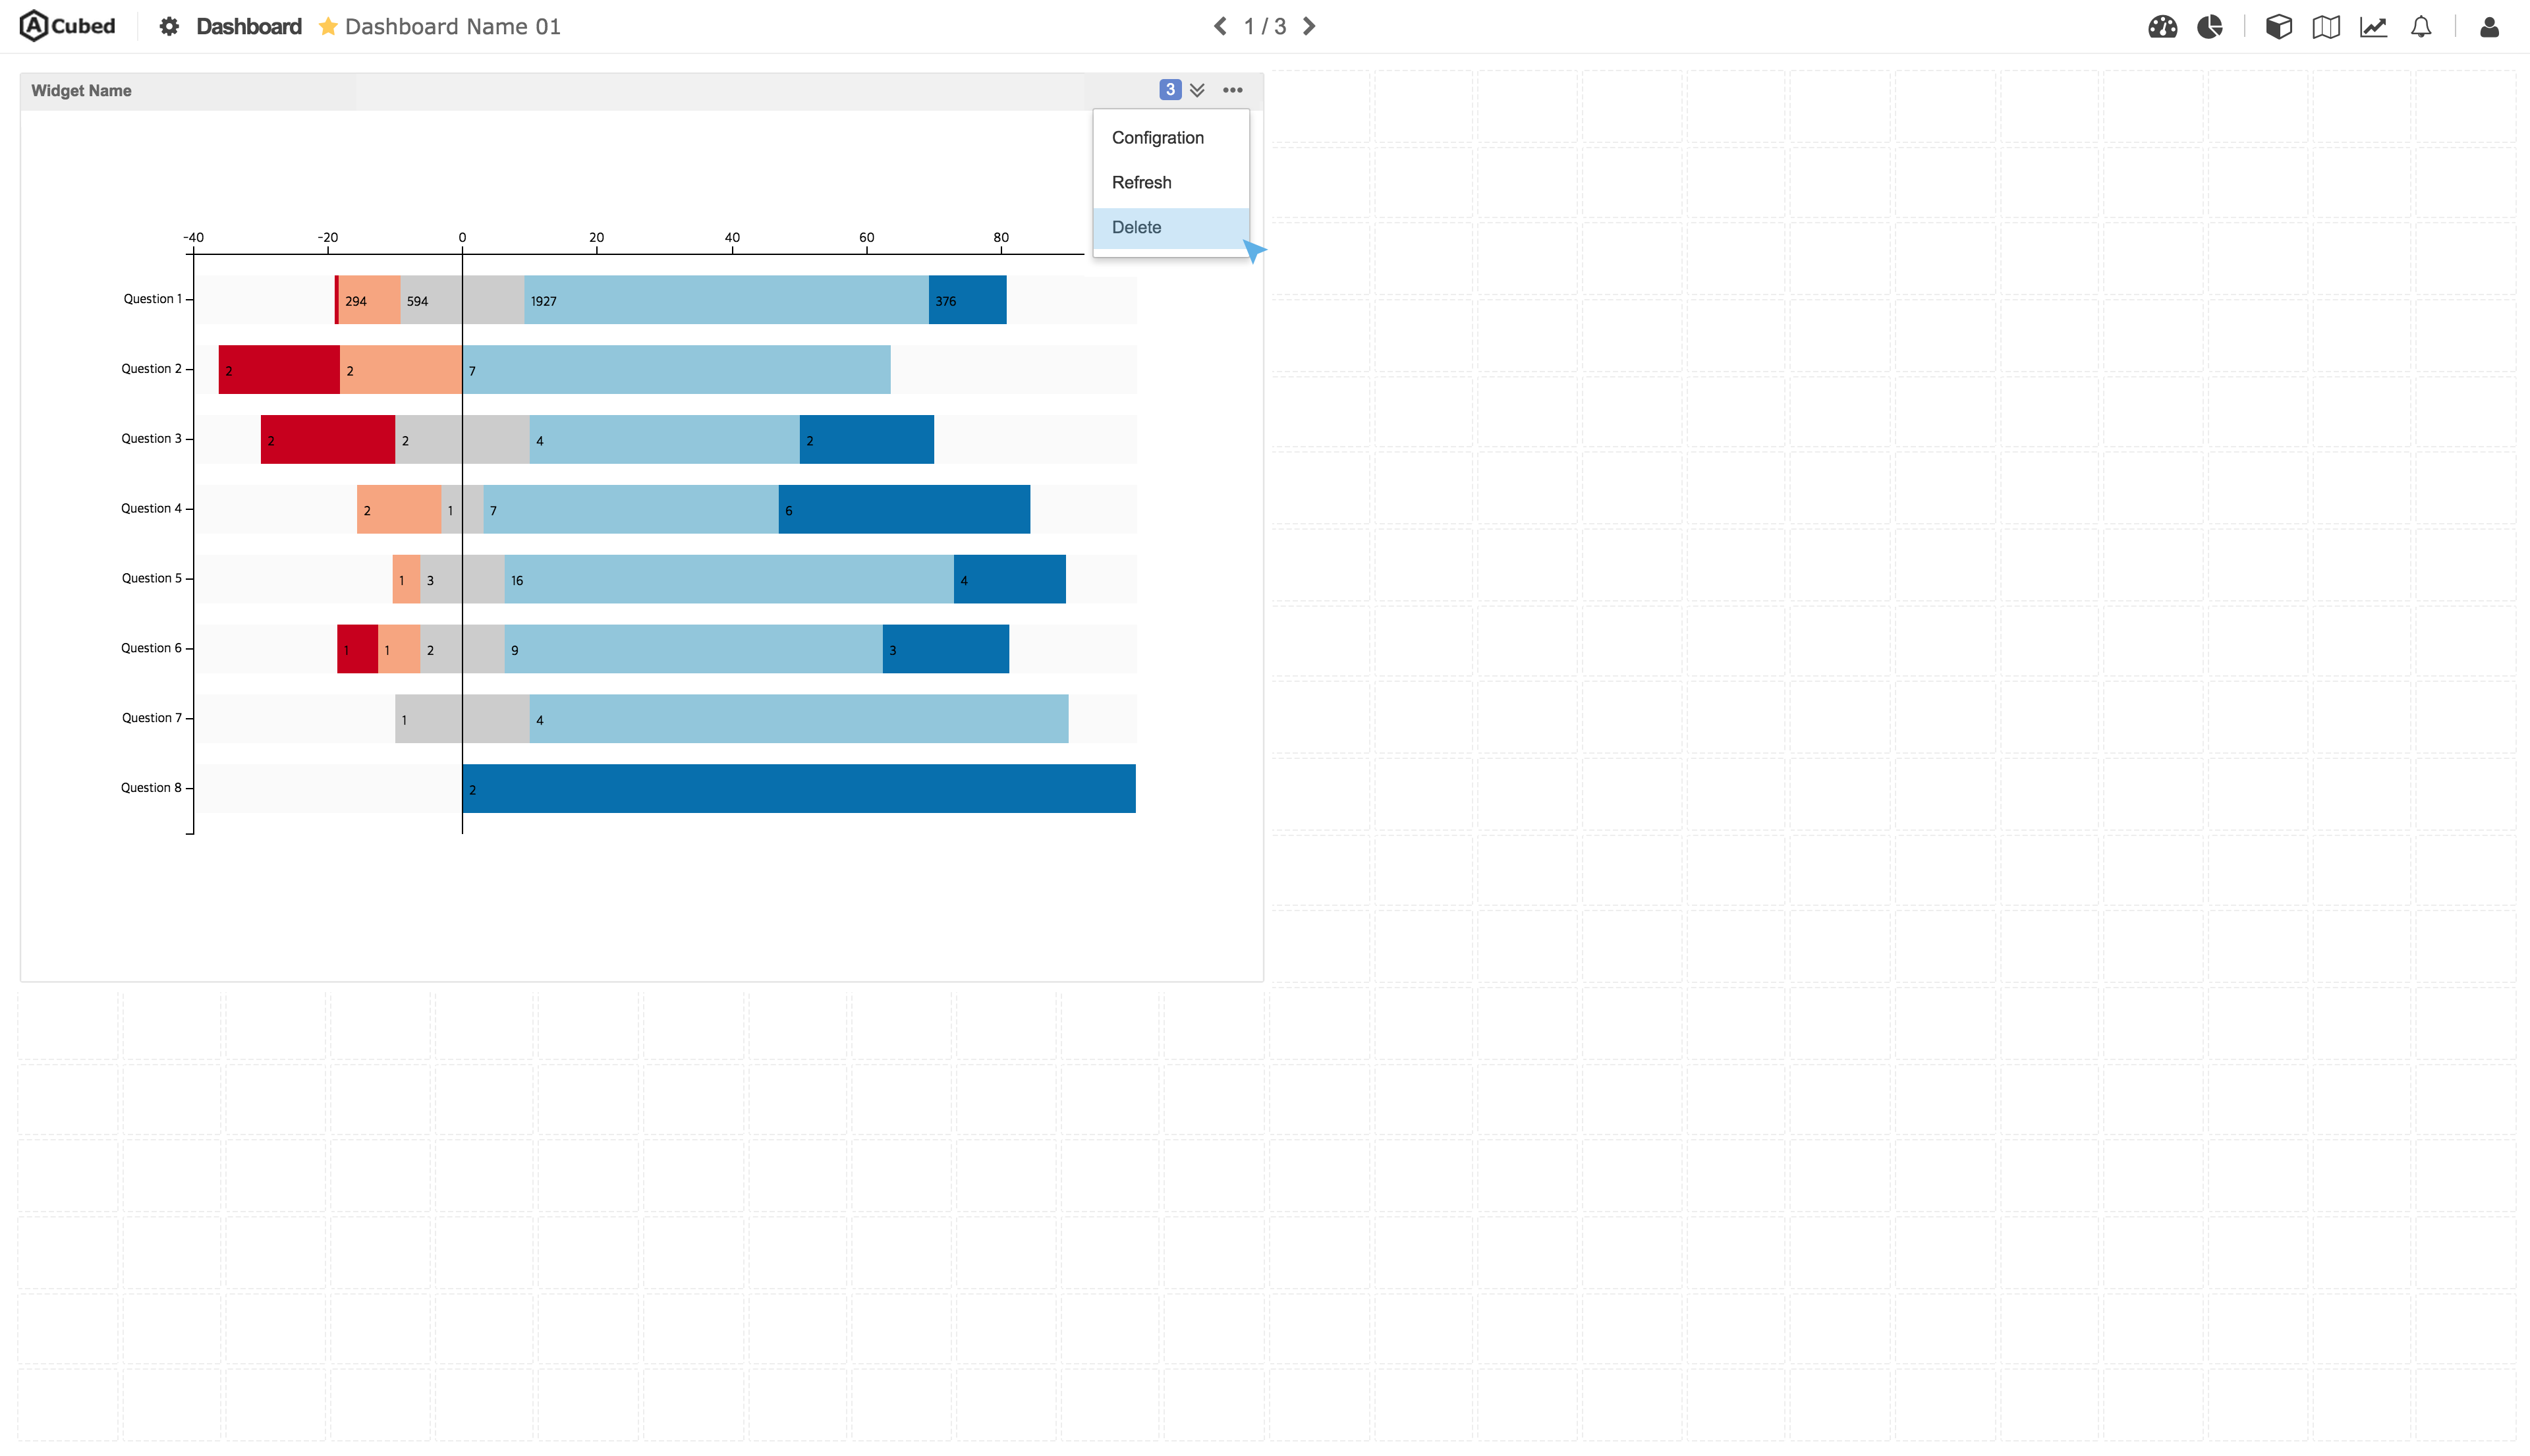 A Cubed Dashboard Dashboard Name 01 1 / 3
Widget Name 3
Configration
Refresh
Delete
-40 -20 0 20 40 60 80
Question 1 294 594 1927 376
Question 2 2 2 7
Question 3 2 2 4 2
Question 4 2 1 7 6
Question 5 1 3 16 4
Question 6 1 1 2 9 3
Question 7 1 4
Question 8 2